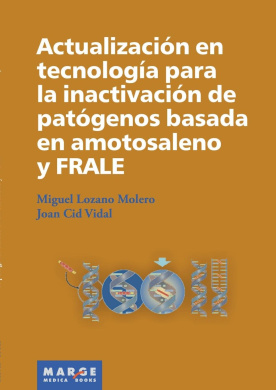 Actualización en
tecnología para
la inactivación de
patógenos basada
en amotosaleno
y FRALE
Miguel Lozano Molero
Joan Cid Vidal
MARGE
MEDICA BOOKS